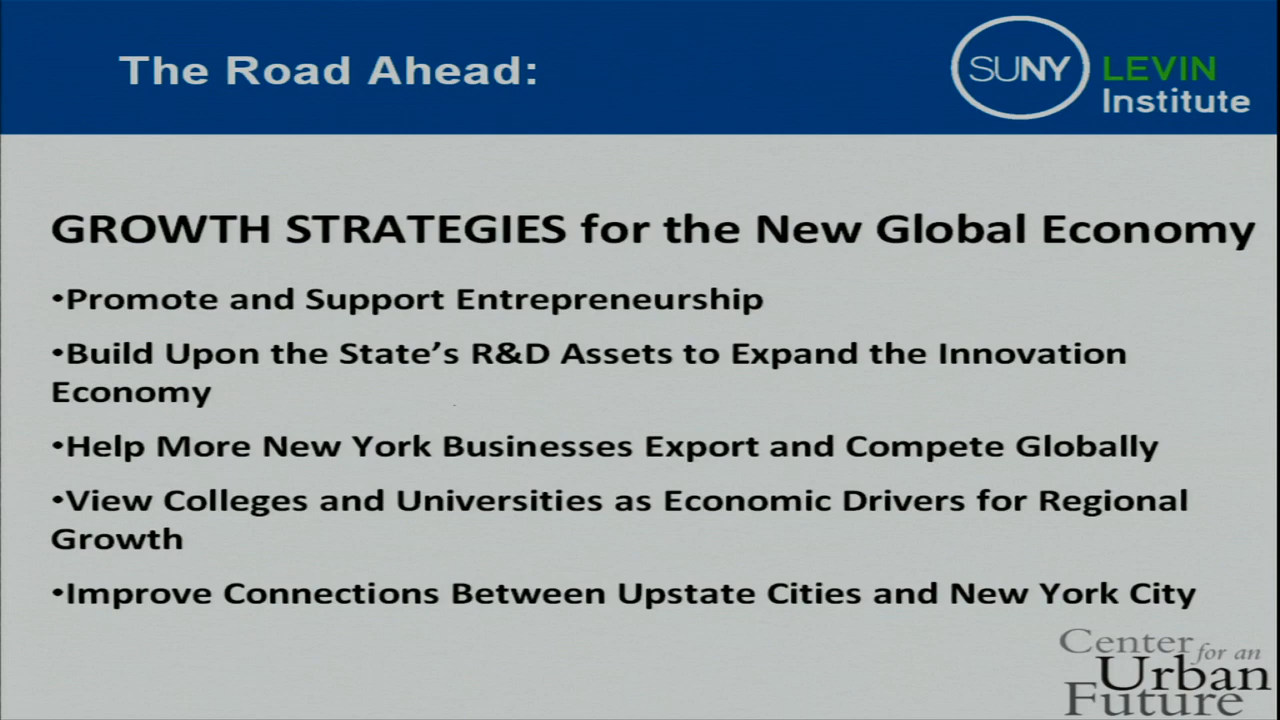 The Road Ahead:
SUNY LEVIN
Institute
GROWTH STRATEGIES for the New Global Economy
•Promote and Support Entrepreneurship
•Build Upon the State's R&D Assets to Expand the Innovation
Economy
•Help More New York Businesses Export and Compete Globally
•View Colleges and Universities as Economic Drivers for Regional
Growth
•Improve Connections Between Upstate Cities and New York City
Center for an
Urban
Future